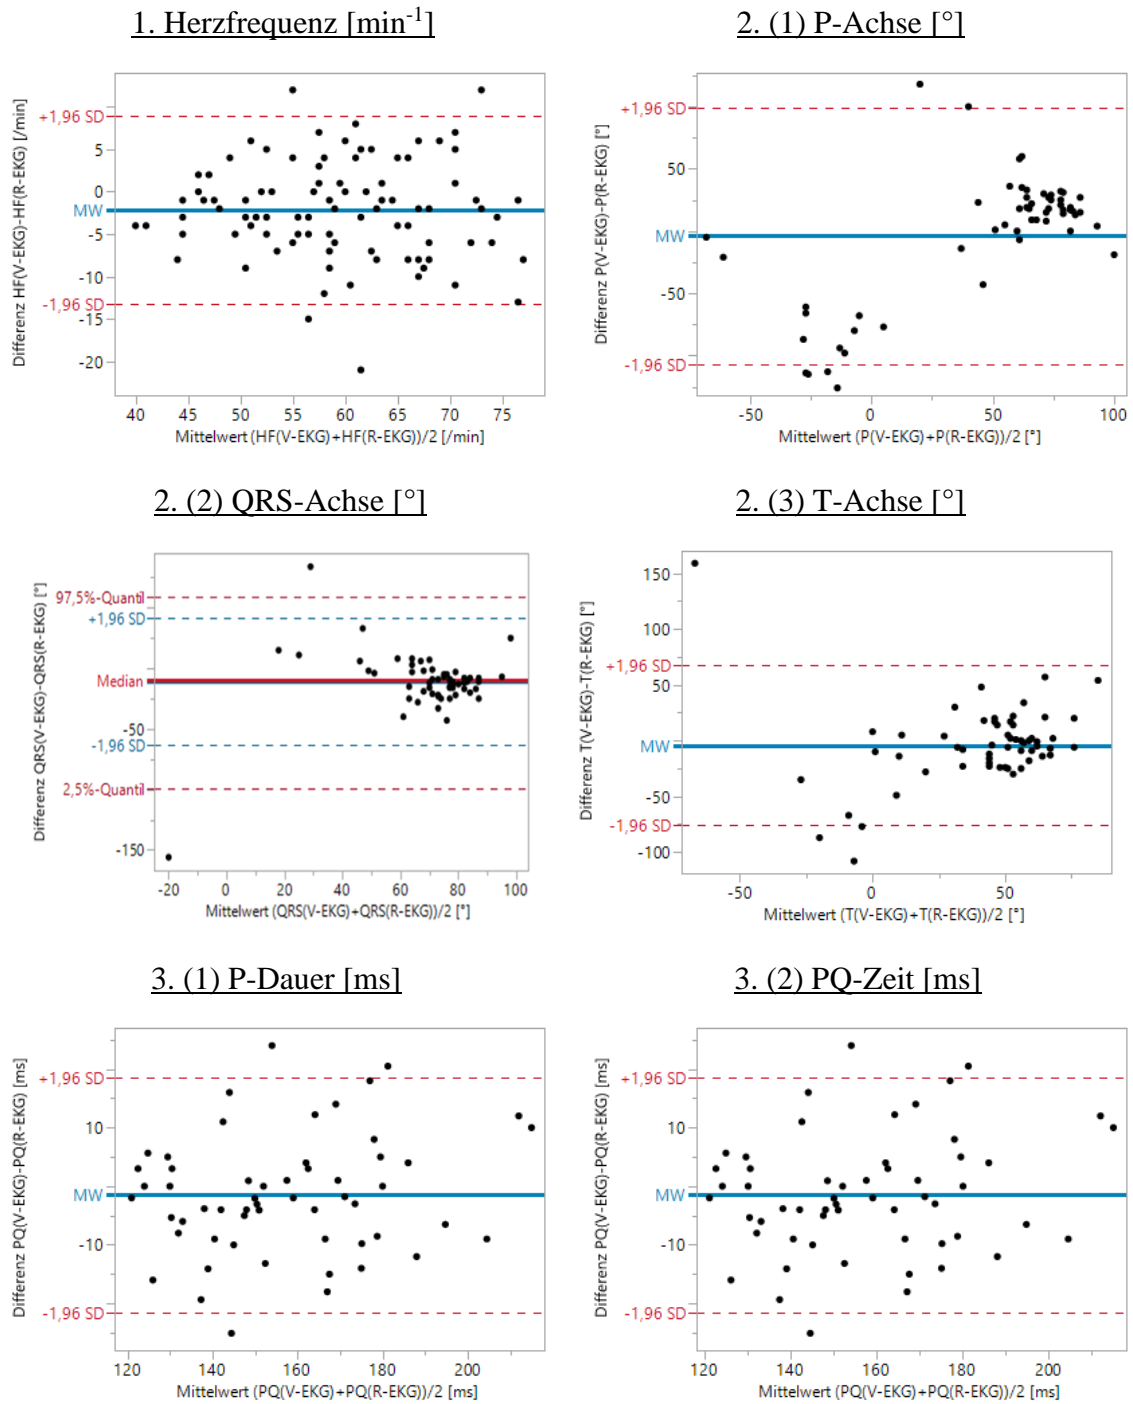 1. Herzfrequenz [min-1]
2. (1) P-Achse [°]
Differenz HF(V-EKG)-HF(R-EKG) [/min]
+1,96 SD
5
0
MW
-5
-10
-1,96 SD
-15
-20
40 45 50 55 60 65 70 75
Mittelwert (HF(V-EKG)+HF(R-EKG))/2 [/min]
Differenz P(V-EKG)-P(R-EKG) [°]
+1,96 SD
50
MW
-50
-1,96 SD
-50 0 50 100
Mittelwert (P(V-EKG)+P(R-EKG))/2 [°]
2. (2) QRS-Achse [°]
2. (3) T-Achse [°]
Differenz QRS(V-EKG)-QRS(R-EKG) [°]
97,5%-Quantil
+1,96 SD
Median
-50
-1,96 SD
2,5%-Quantil
-150
-20 0 20 40 60 80 100
Mittelwert (QRS(V-EKG)+QRS(R-EKG))/2 [°]
Differenz T(V-EKG)-T(R-EKG) [°]
150
100
+1,96 SD
50
MW
-50
-1,96 SD
-100
-50 0 50
Mittelwert (T(V-EKG)+T(R-EKG))/2 [°]
3. (1) P-Dauer [ms]
3. (2) PQ-Zeit [ms]
Differenz PQ(V-EKG)-PQ(R-EKG) [ms]
+1,96 SD
10
MW
-10
-1,96 SD
120 140 160 180 200
Mittelwert (PQ(V-EKG)+PQ(R-EKG))/2 [ms]
Differenz PQ(V-EKG)-PQ(R-EKG) [ms]
+1,96 SD
10
MW
-10
-1,96 SD
120 140 160 180 200
Mittelwert (PQ(V-EKG)+PQ(R-EKG))/2 [ms]